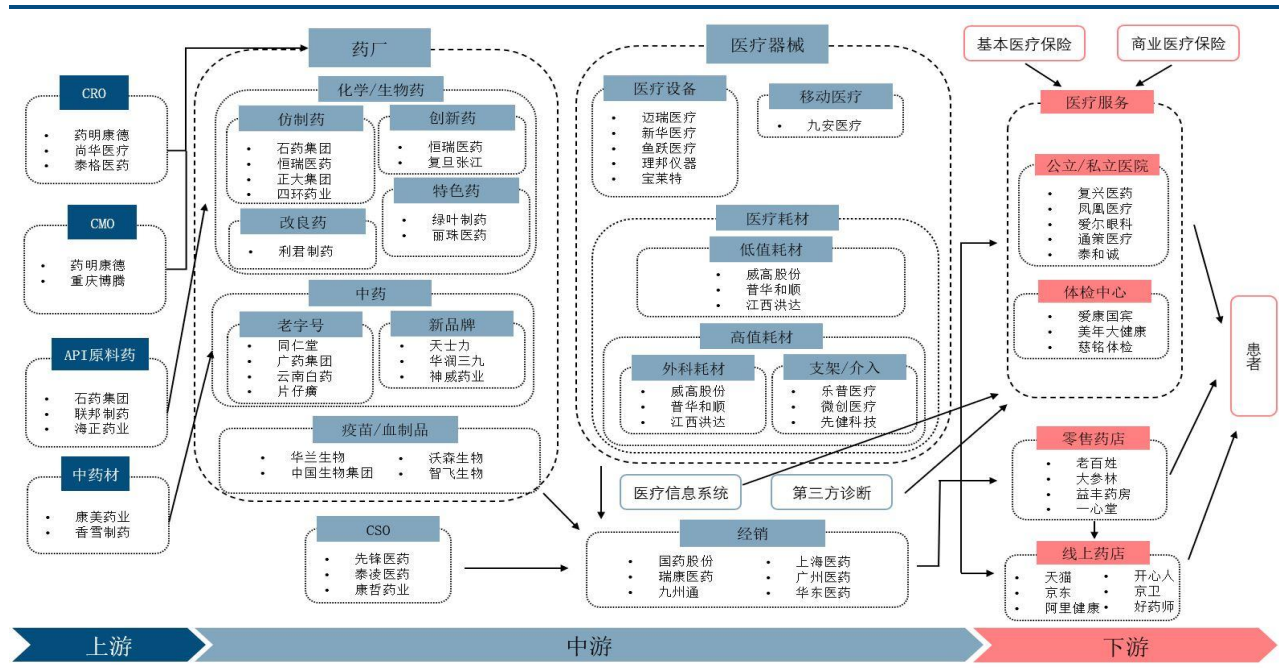 CRO
药明康德
尚华医疗
泰格医药
CMO
药明康德
重庆博腾
API原料药
石药集团
联邦制药
海正药业
中药材
康美药业
香雪制药
药厂
化学/生物药
仿制药
石药集团
恒瑞医药
正大集团
四环药业
创新药
恒瑞医药
复旦张江
改良药
利君制药
特色药
绿叶制药
丽珠医药
中药
老字号
同仁堂
广药集团
云南白药
片仔癀
新品牌
天士力
华润三九
神威药业
疫苗/血制品
华兰生物
中国生物集团
沃森生物
智飞生物
CSO
先锋医药
泰凌医药
康哲药业
医疗器械
医疗设备
迈瑞医疗
新华医疗
鱼跃医疗
理邦仪器
宝莱特
移动医疗
九安医疗
医疗耗材
低值耗材
威高股份
普华和顺
江西洪达
高值耗材
外科耗材
威高股份
普华和顺
江西洪达
支架/介入
乐普医疗
微创医疗
先健科技
医疗信息系统
第三方诊断
经销
国药股份
瑞康医药
九州通
上海医药
广州医药
华东医药
基本医疗保险
商业医疗保险
医疗服务
公立/私立医院
复兴医药
凤凰医疗
爱尔眼科
通策医疗
泰和诚
体检中心
爱康国宾
美年大健康
慈铭体检
零售药店
老百姓
大参林
益丰药房
一心堂
线上药店
天猫
京东
阿里健康
开心人
京卫
好药师
患者
上游
中游
下游